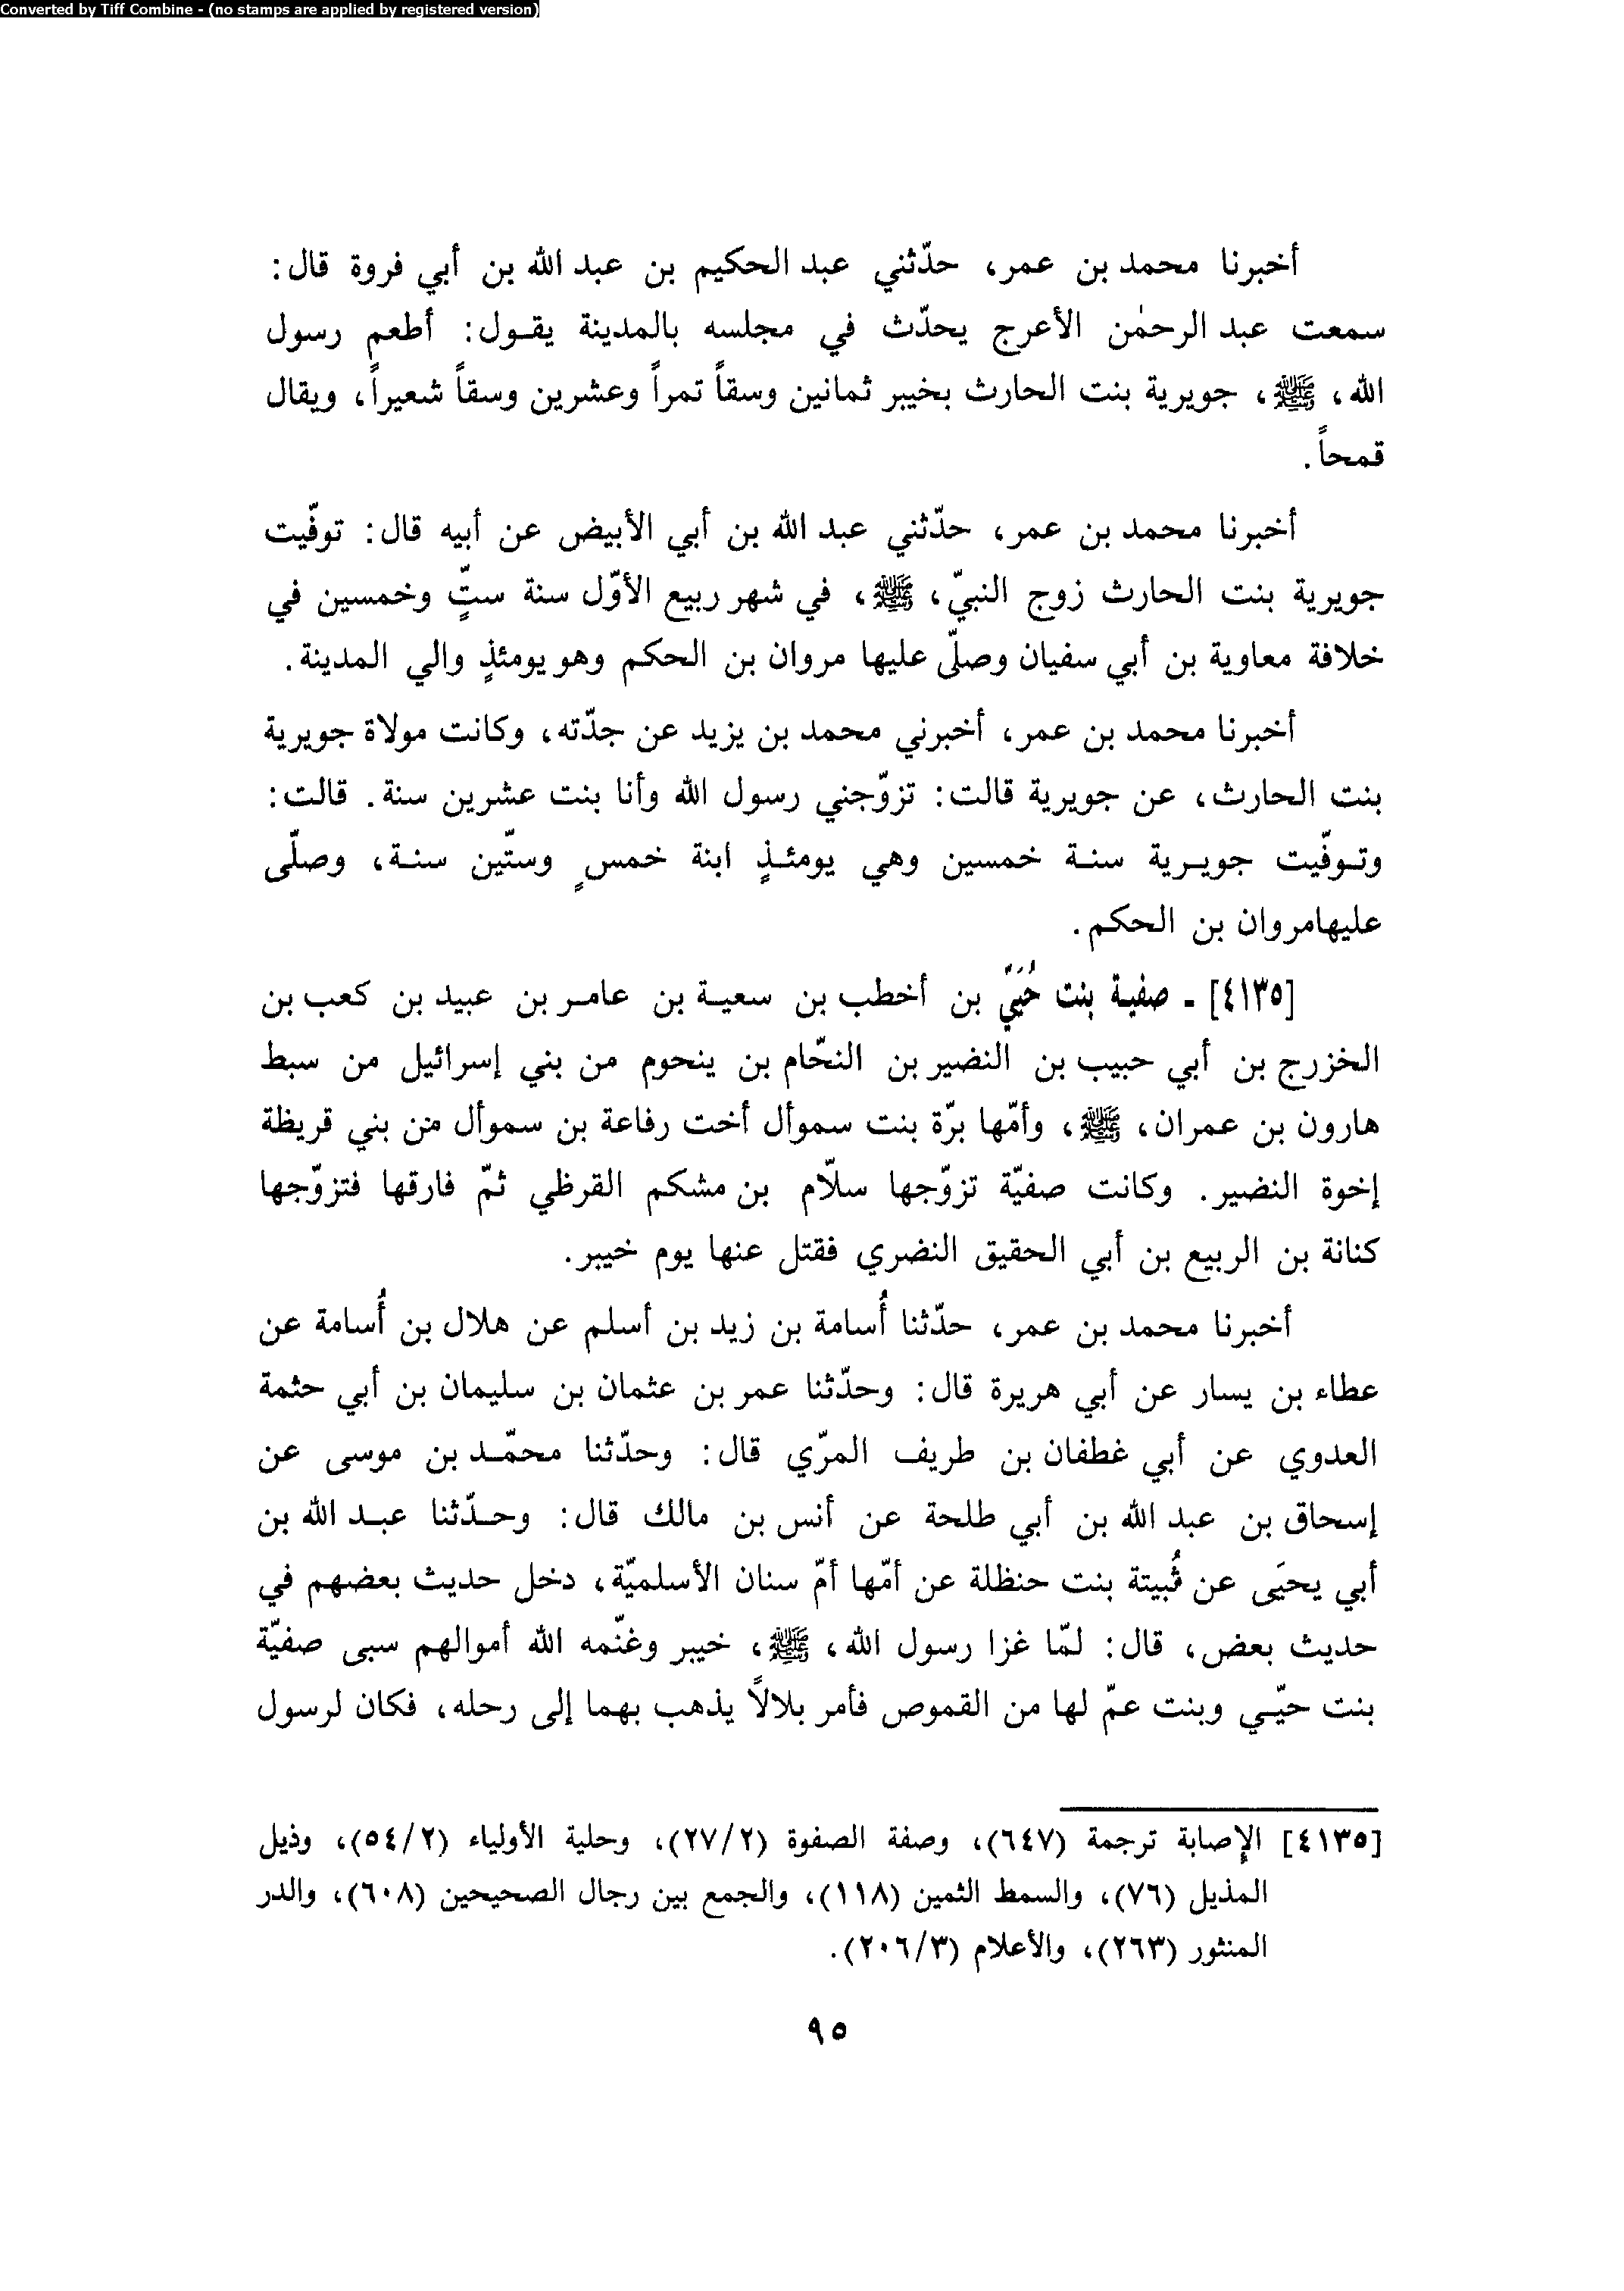 Converted by Tiff Combine - (no stamps are applied by registered version)
أخبرنا محمد بن عمر، حدّثني عبد الحكيم بن عبد الله بن أبي فروة قال:
سمعت عبد الرحمٰن الأعرج يحدّث في مجلسه بالمدينة يقـول: أطعم رسول
الله، ﷺ، جويرية بنت الحارث بخيبر ثمانين وسقاً تمراً وعشرين وسقاً شعيراً، ويقال
قمحاً.
أخبرنا محمد بن عمر، حدّثني عبد الله بن أبي الأبيض عن أبيه قال: توفّيت
جويرية بنت الحارث زوج النبيّ، ﷺ، في شهر ربيع الأوّل سنة ستٍّ وخمسين في
خلافة معاوية بن أبي سفيان وصلّى عليها مروان بن الحكم وهو يومئذٍ والي المدينة.
أخبرنا محمد بن عمر، أخبرني محمد بن يزيد عن جدّته، وكانت مولاة جويرية
بنت الحارث، عن جويرية قالت: تزوّجني رسول الله وأنا بنت عشرين سنة. قالت:
وتـوفّيت جويـرية سنـة خمسين وهي يومئـذٍ ابنة خمسٍ وستّين سنـة، وصلّى
عليهامروان بن الحكم.
[٤١٣٥] ـ صفية بنت حُيَيّ بن أخطب بن سعيـة بن عامـر بن عبيد بن كعب بن
الخزرج بن أبي حبيب بن النضير بن النحّام بن ينحوم من بني إسرائيل من سبط
هارون بن عمران، ﷺ، وأمّها برّة بنت سموأل أخت رفاعة بن سموأل من بني قريظة
إخوة النضير. وكانت صفيّة تزوّجها سلّام بن مشكم القرظي ثمّ فارقها فتزوّجها
كنانة بن الربيع بن أبي الحقيق النضري فقتل عنها يوم خيبر.
أخبرنا محمد بن عمر، حدّثنا أُسامة بن زيد بن أسلم عن هلال بن أُسامة عن
عطاء بن يسار عن أبي هريرة قال: وحدّثنا عمر بن عثمان بن سليمان بن أبي حثمة
العدوي عن أبي غطفان بن طريف المرّي قال: وحدّثنا محمّـد بن موسى عن
إسحاق بن عبد الله بن أبي طلحة عن أنس بن مالك قال: وحـدّثنا عبـد الله بن
أبي يحيَى عن ثُبيتة بنت حنظلة عن أمّها أمّ سنان الأسلميّة، دخل حديث بعضهم في
حديث بعض، قال: لمّا غزا رسول الله، ﷺ، خيبر وغنّمه الله أموالهم سبى صفيّة
بنت حيّـي وبنت عمّ لها من القموص فأمر بلالاً يذهب بهما إلى رحله، فكان لرسول
[٤١٣٥] الإصابة ترجمة (٦٤٧)، وصفة الصفوة (٢٧/٢)، وحلية الأولياء (٥٤/٢)، وذيل
المذيل (٧٦)، والسمط الثمين (١١٨)، والجمع بين رجال الصحيحين (٦٠٨)، والدر
المنثور (٢٦٣)، والأعلام (٢٠٦/٣).
٩٥